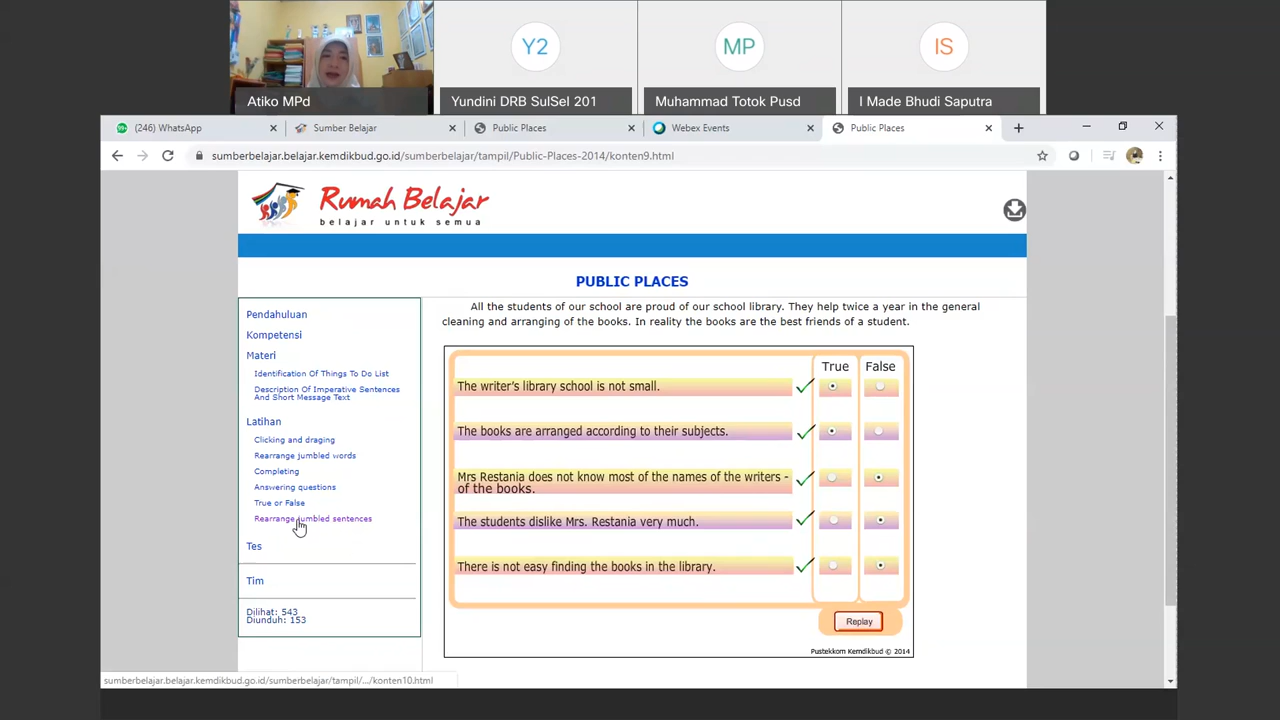 Y2
MP
IS
Atiko MPd
Yundini DRB SulSel 201
Muhammad Totok Pusd
I Made Bhudi Saputra
(246) WhatsApp
Sumber Belajar
Public Places
Webex Events
Public Places
sumberbelajar.belajar.kemdikbud.go.id/sumberbelajar/tampil/Public-Places-2014/konten9.html
Rumah Belajar
belajar untuk semua
PUBLIC PLACES
Pendahuluan
Kompetensi
Materi
Identification Of Things To Do List
Description Of Imperative Sentences
And Short Message Text
Latihan
Clicking and draging
Rearrange jumbled words
Completing
Answering questions
True or False
Rearrange jumbled sentences
Tes
Tim
Dilihat: 543
Diunduh: 153
All the students of our school are proud of our school library. They help twice a year in the general
cleaning and arranging of the books. In reality the books are the best friends of a student.
True
False
The writer's library school is not small.
The books are arranged according to their subjects.
Mrs Restania does not know most of the names of the writers -
of the books.
The students dislike Mrs. Restania very much.
There is not easy finding the books in the library.
Replay
Pustekkom Kemdikbud © 2014
sumberbelajar.belajar.kemdikbud.go.id/sumberbelajar/tampil/.../konten10.html